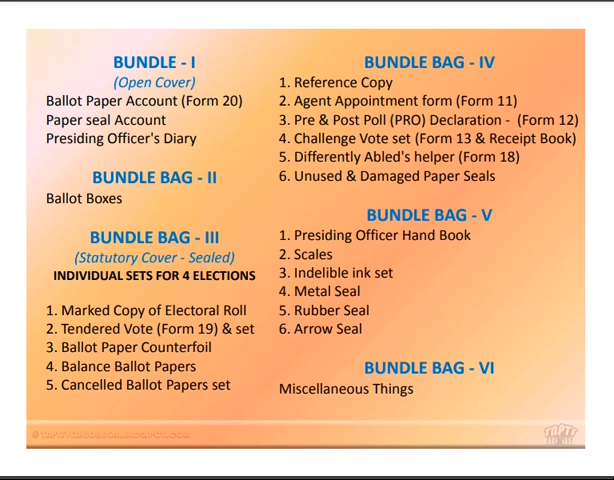 BUNDLE - I
(Open Cover)
Ballot Paper Account (Form 20)
Paper seal Account
Presiding Officer's Diary
BUNDLE BAG - II
Ballot Boxes
BUNDLE BAG - III
(Statutory Cover - Sealed)
INDIVIDUAL SETS FOR 4 ELECTIONS
1. Marked Copy of Electoral Roll
2. Tendered Vote (Form 19) & set
3. Ballot Paper Counterfoil
4. Balance Ballot Papers
5. Cancelled Ballot Papers set
BUNDLE BAG - IV
1. Reference Copy
2. Agent Appointment form (Form 11)
3. Pre & Post Poll (PRO) Declaration - (Form 12)
4. Challenge Vote set (Form 13 & Receipt Book)
5. Differently Abled's helper (Form 18)
6. Unused & Damaged Paper Seals
BUNDLE BAG - V
1. Presiding Officer Hand Book
2. Scales
3. Indelible ink set
4. Metal Seal
5. Rubber Seal
6. Arrow Seal
BUNDLE BAG - VI
Miscellaneous Things
TNPTF